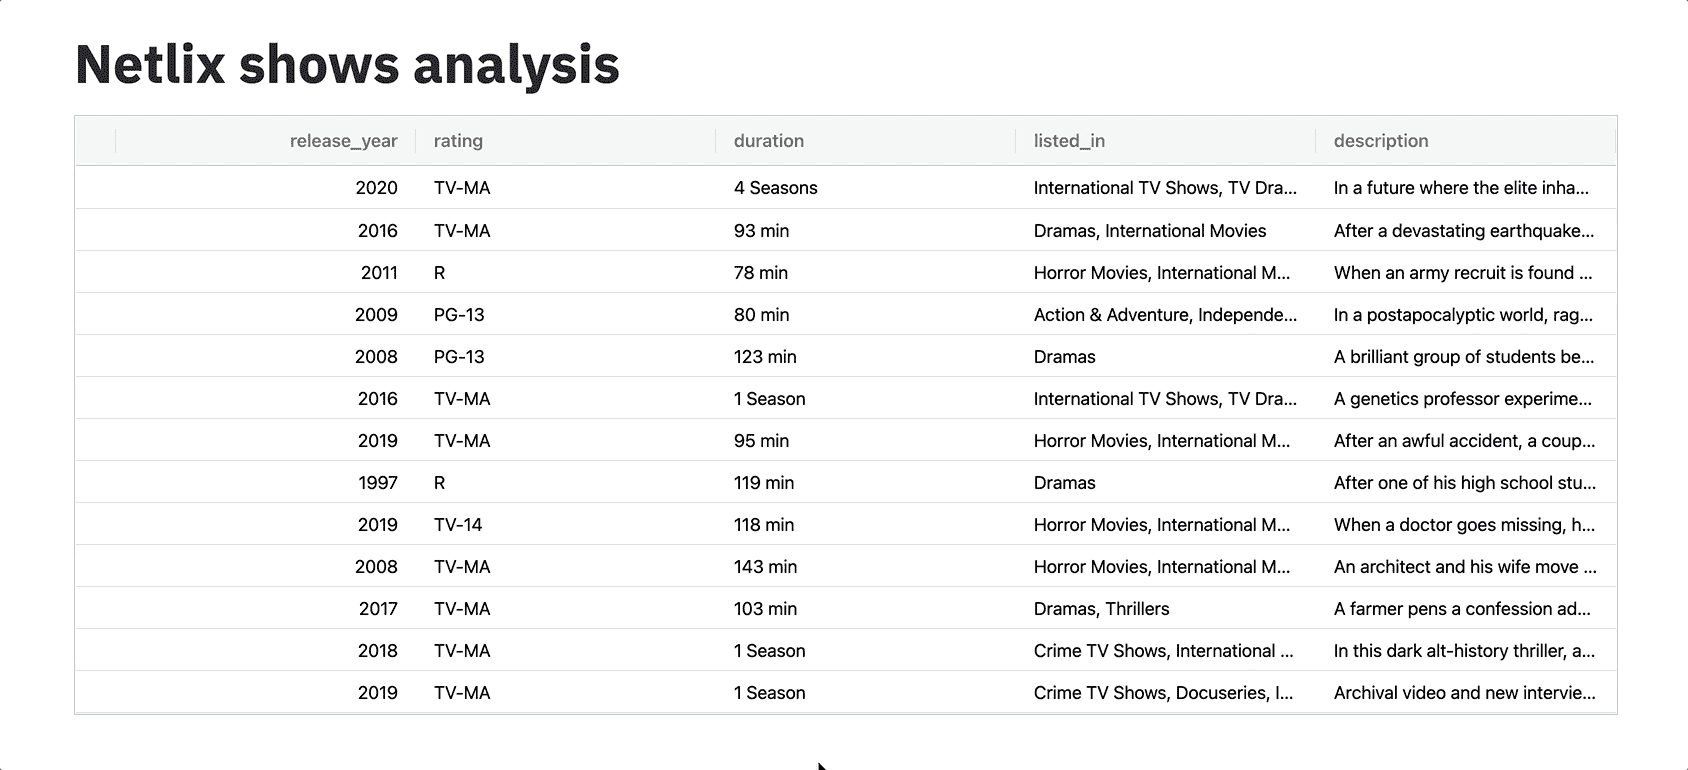 Netlix shows analysis
release_year rating duration listed_in description
2020 TV-MA 4 Seasons International TV Shows, TV Dra... In a future where the elite inha...
2016 TV-MA 93 min Dramas, International Movies After a devastating earthquake...
2011 R 78 min Horror Movies, International M... When an army recruit is found ...
2009 PG-13 80 min Action & Adventure, Independe... In a postapocalyptic world, rag...
2008 PG-13 123 min Dramas A brilliant group of students be...
2016 TV-MA 1 Season International TV Shows, TV Dra... A genetics professor experime...
2019 TV-MA 95 min Horror Movies, International M... After an awful accident, a coup...
1997 R 119 min Dramas After one of his high school stu...
2019 TV-14 118 min Horror Movies, International M... When a doctor goes missing, h...
2008 TV-MA 143 min Horror Movies, International M... An architect and his wife move ...
2017 TV-MA 103 min Dramas, Thrillers A farmer pens a confession ad...
2018 TV-MA 1 Season Crime TV Shows, International ... In this dark alt-history thriller, a...
2019 TV-MA 1 Season Crime TV Shows, Docuseries, I... Archival video and new intervie...